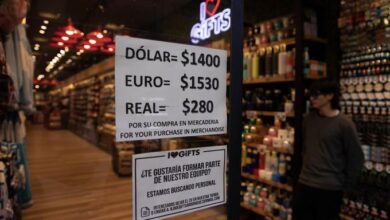 I ♥
GIFTS
DÓLAR= $1400
EURO= $1530
REAL= $280
POR SU COMPRA EN MERCADERIA
FOR YOUR PURCHASE IN MERCHANDISE
I♥GIFTS
¿TE GUSTARÍA FORMAR PARTE
DE NUESTRO EQUIPO?
ESTAMOS BUSCANDO PERSONAL